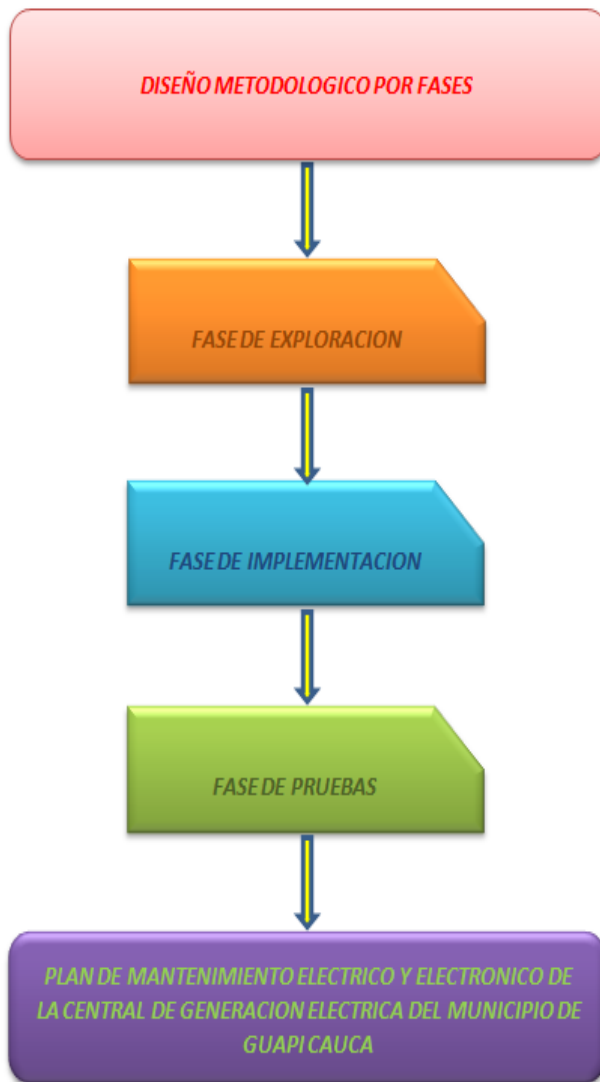 DISEÑO METODOLOGICO POR FASES
FASE DE EXPLORACION
FASE DE IMPLEMENTACION
FASE DE PRUEBAS
PLAN DE MANTENIMIENTO ELECTRICO Y ELECTRONICO DE
LA CENTRAL DE GENERACION ELECTRICA DEL MUNICIPIO DE
GUAPI CAUCA